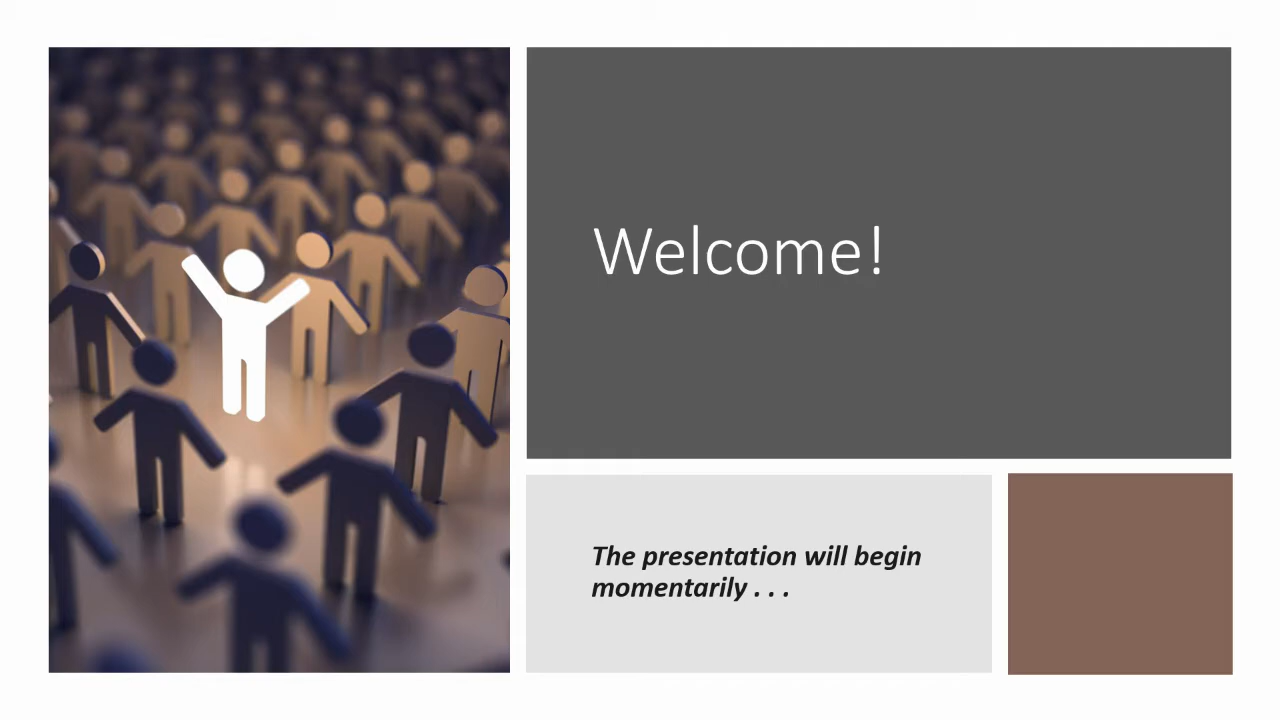 Welcome!
The presentation will begin
momentarily . . .